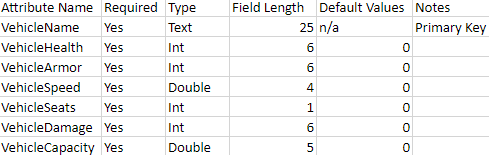 Attribute Name Required Type Field Length Default Values Notes
VehicleName Yes Text 25 n/a Primary Key
VehicleHealth Yes Int 6 0
VehicleArmor Yes Int 6 0
VehicleSpeed Yes Double 4 0
VehicleSeats Yes Int 1 0
VehicleDamage Yes Int 6 0
VehicleCapacity Yes Double 5 0